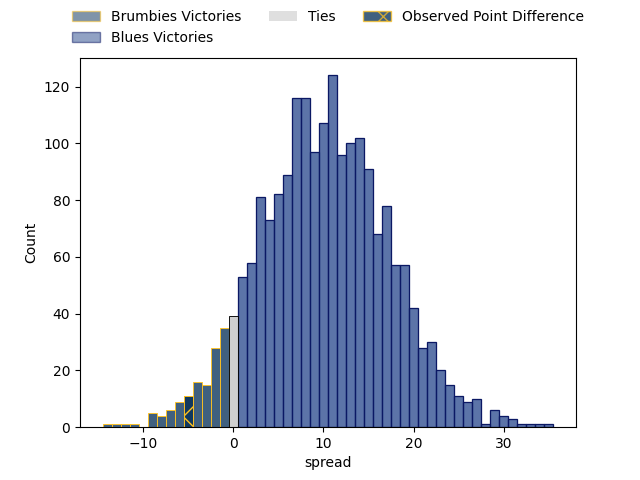 Brumbies Victories
Blues Victories
Ties
Observed Point Difference
Count
120
100
80
60
40
20
0
−10
0
10
20
30
spread